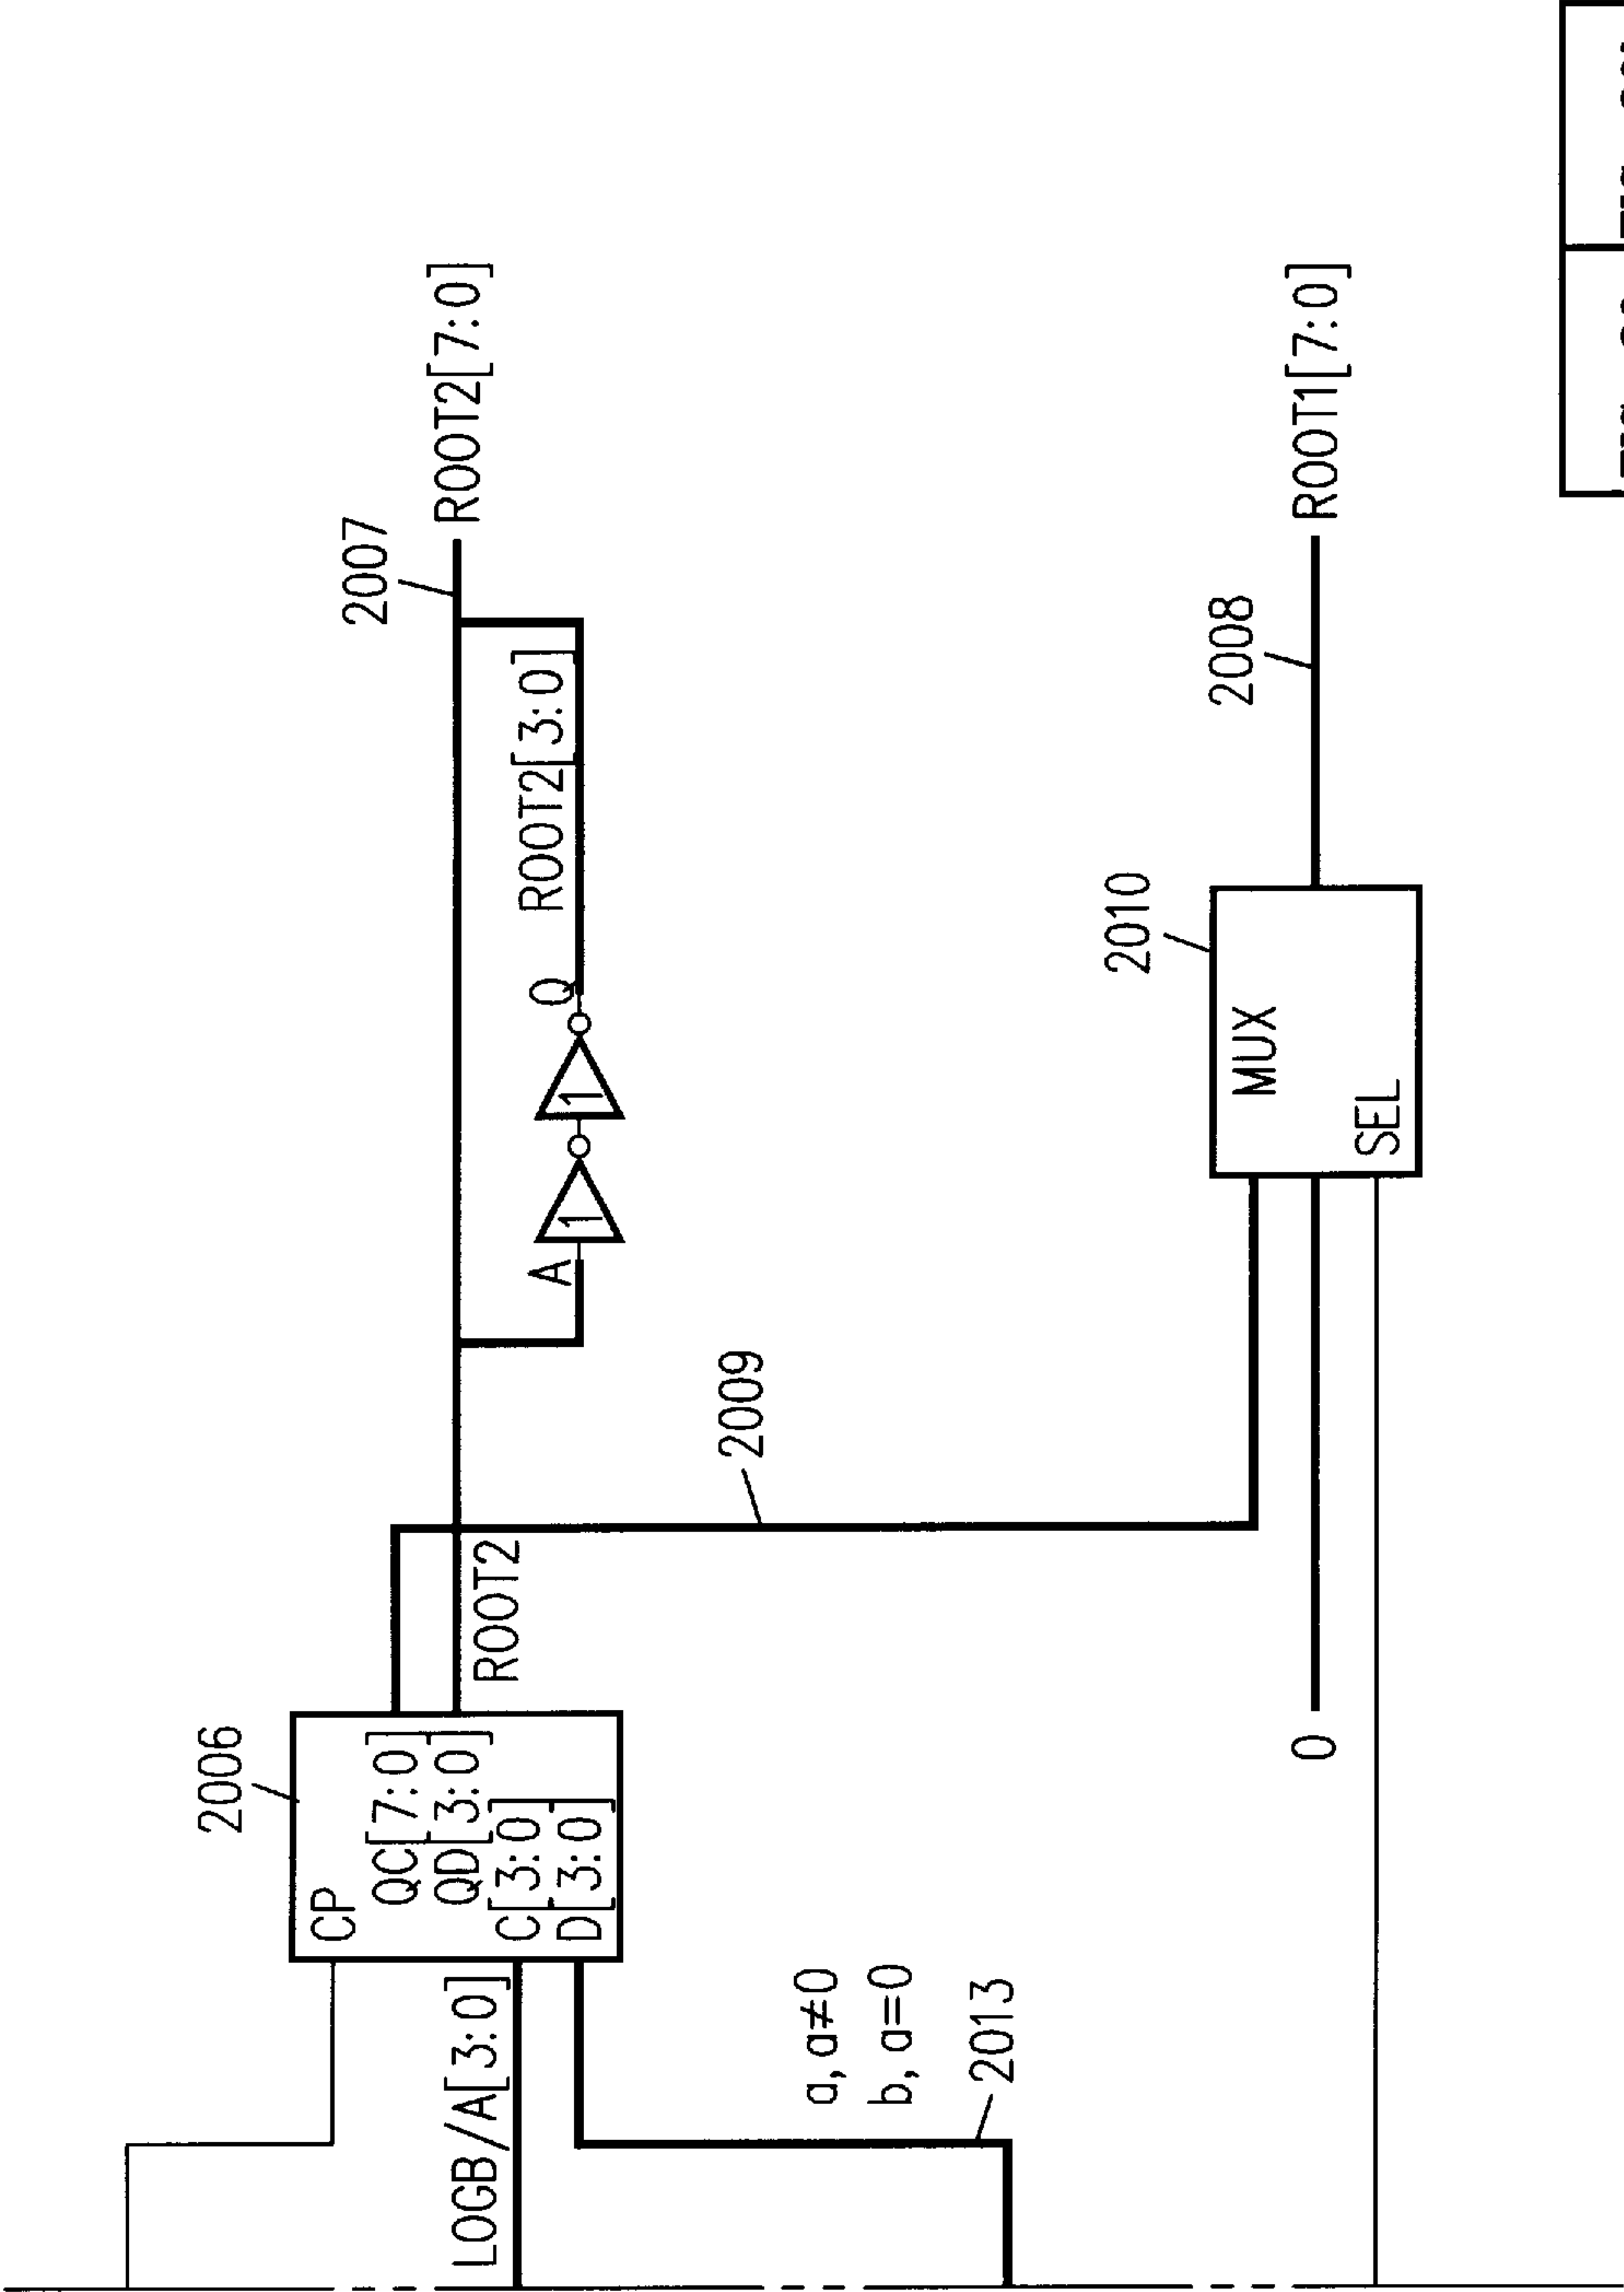 2006
CP
QC[7:0]
QD[3:0]
C[3:0]
D[3:0]
LOGB/A[3:0]
ROOT2
2007
ROOT2[7:0]
A
1
1
Q
ROOT2[3:0]
a, a≠0
b, a=0
2013
2009
2010
MUX
SEL
0
2008
ROOT1[7:0]